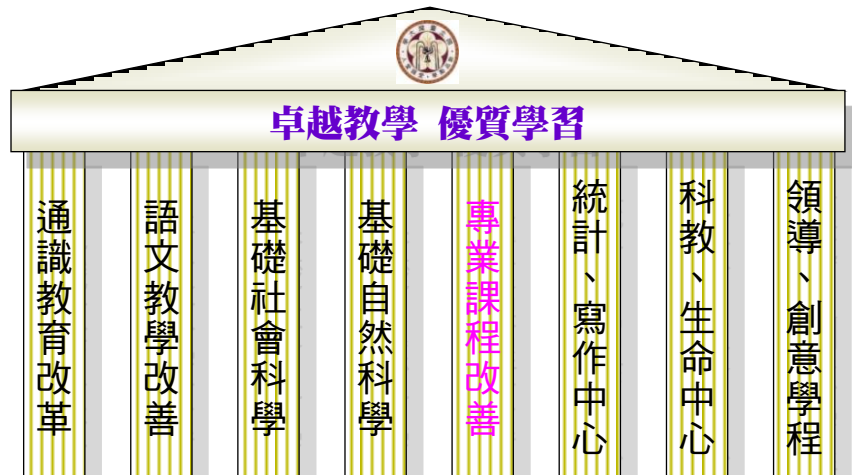 卓越教學 優質學習
通識教育改革
語文教學改善
基礎社會科學
基礎自然科學
專業課程改善
統計、寫作中心
科教、生命中心
領導、創意學程